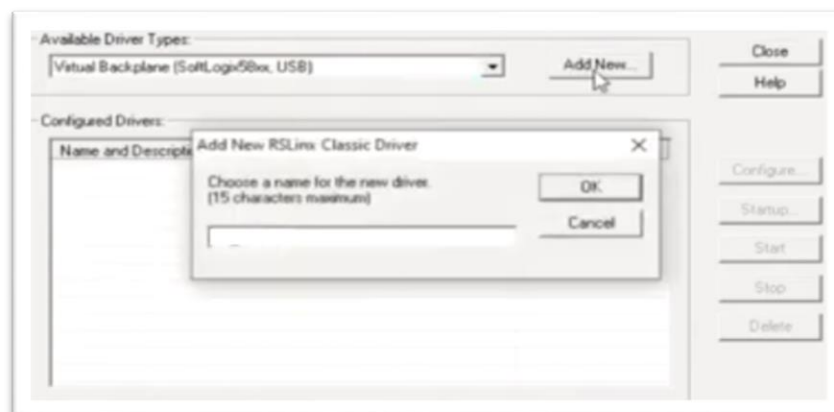 Available Driver Types:
Virtual Backplane (SoftLogix58xx, USB)
Add New...
Close
Help
Configured Drivers:
Name and Descripti
Add New RSLinx Classic Driver
Choose a name for the new driver.
(15 characters maximum)
OK
Cancel
Configure...
Startup...
Start
Stop
Delete